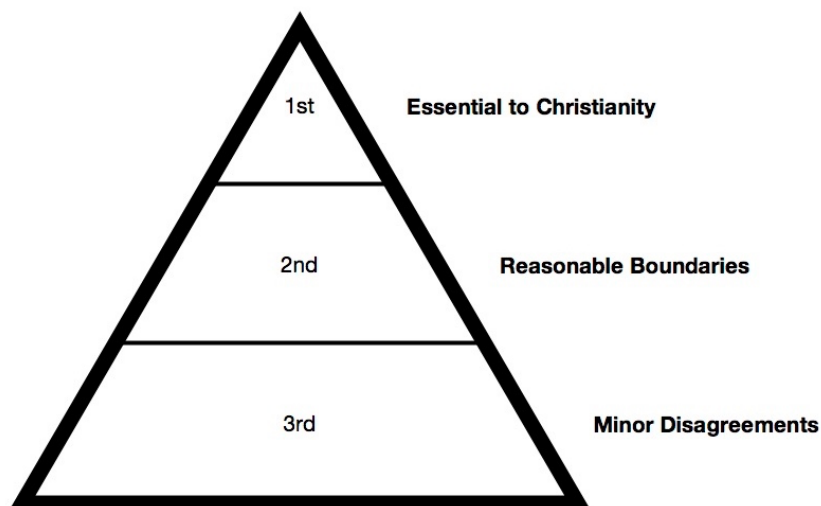 1st Essential to Christianity
2nd Reasonable Boundaries
3rd Minor Disagreements